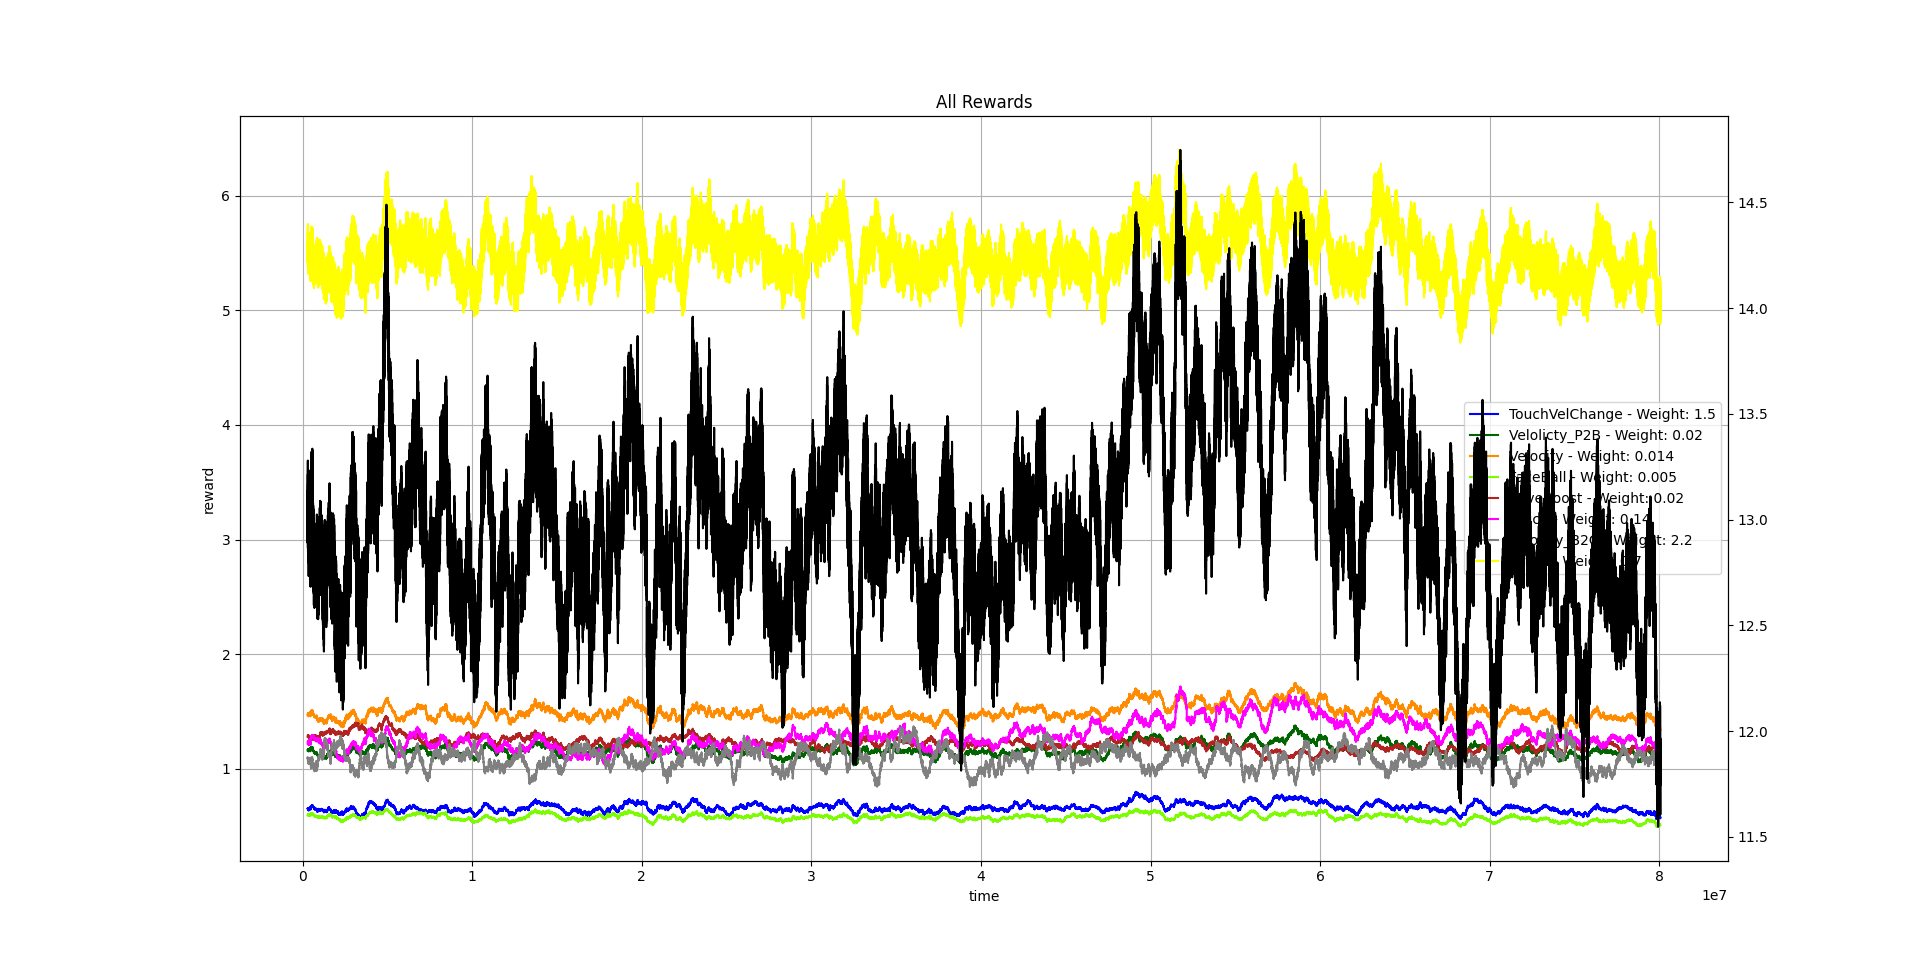 All Rewards
6
5
4
3
2
1
reward
14.5
14.0
13.5
13.0
12.5
12.0
11.5
TouchVelChange - Weight: 1.5
Velolicty_P2B - Weight: 0.02
Velocity - Weight: 0.014
- Weight: 0.005
- Weight: 0.02
Weight: 0.14
Weight: 2.2
0
1
2
3
4
5
6
7
8
time
1e7